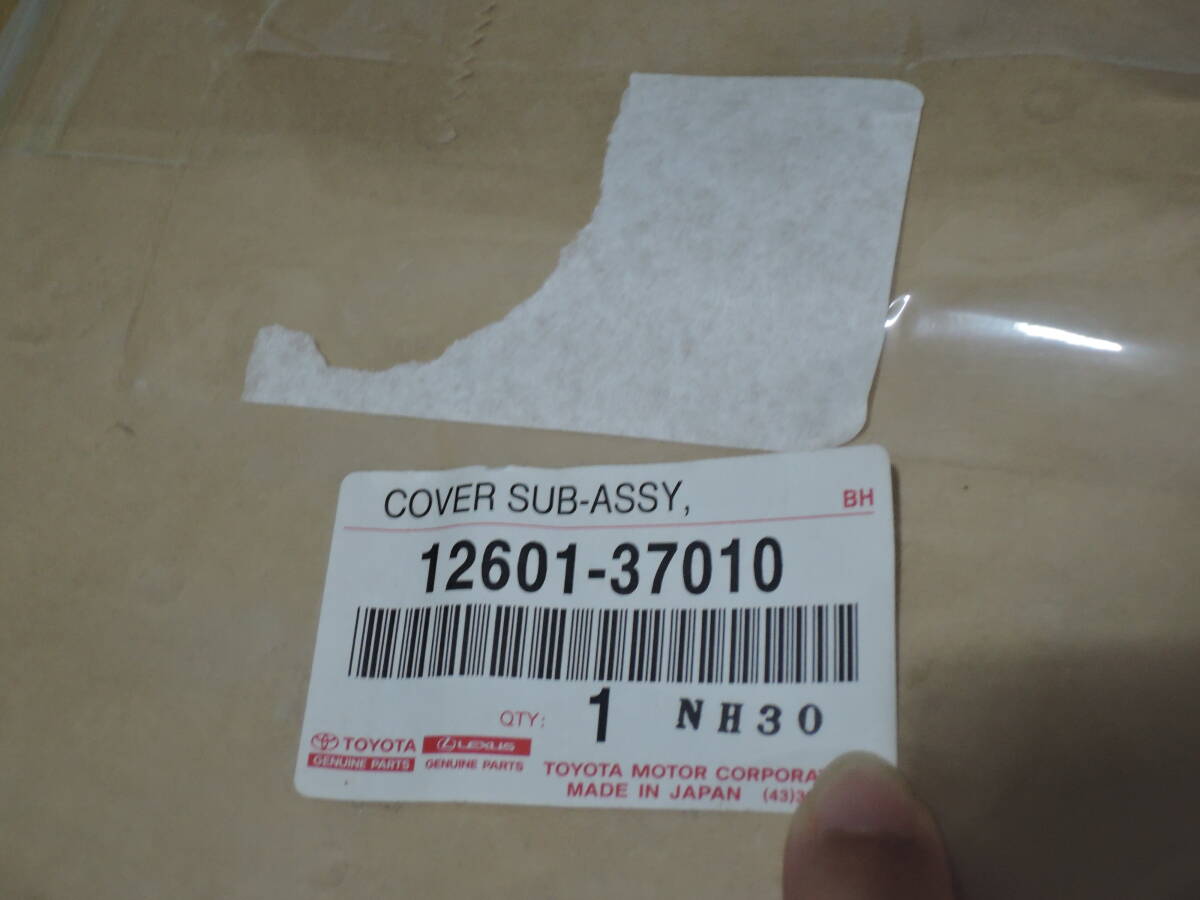 COVER SUB-ASSY, BH
12601-37010
QTY: 1 NH30
TOYOTA LEXUS
GENUINE PARTS GENUINE PARTS
TOYOTA MOTOR
MADE IN JAPAN